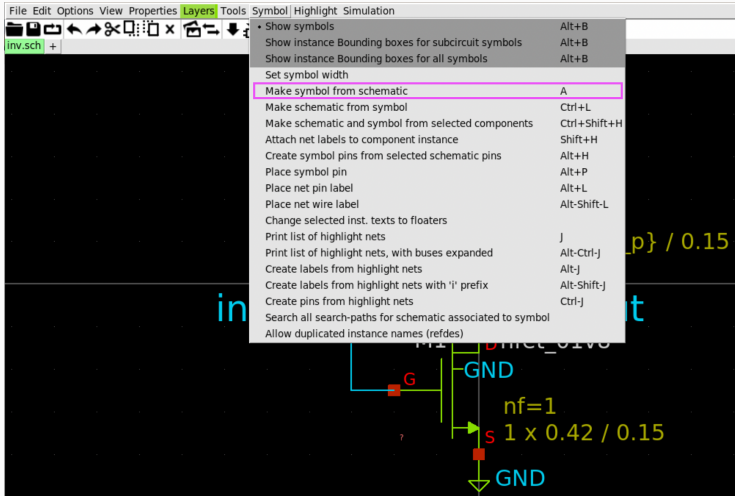 File Edit Options View Properties Layers Tools Symbol Highlight Simulation
inv.sch +
• Show symbols Alt+B
Show instance Bounding boxes for subcircuit symbols Alt+B
Show instance Bounding boxes for all symbols Alt+B
Set symbol width
Make symbol from schematic A
Make schematic from symbol Ctrl+L
Make schematic and symbol from selected components Ctrl+Shift+H
Attach net labels to component instance Shift+H
Create symbol pins from selected schematic pins Alt+H
Place symbol pin Alt+P
Place net pin label Alt+L
Place net wire label Alt-Shift-L
Change selected inst. texts to floaters
Print list of highlight nets J
Print list of highlight nets, with buses expanded Alt-Ctrl-J
Create labels from highlight nets Alt-J
Create labels from highlight nets with 'i' prefix Alt-Shift-J
Create pins from highlight nets Ctrl-J
Search all search-paths for schematic associated to symbol
Allow duplicated instance names (refdes)
_p} / 0.15
in
t
GND
G
nf=1
?
S 1 x 0.42 / 0.15
GND